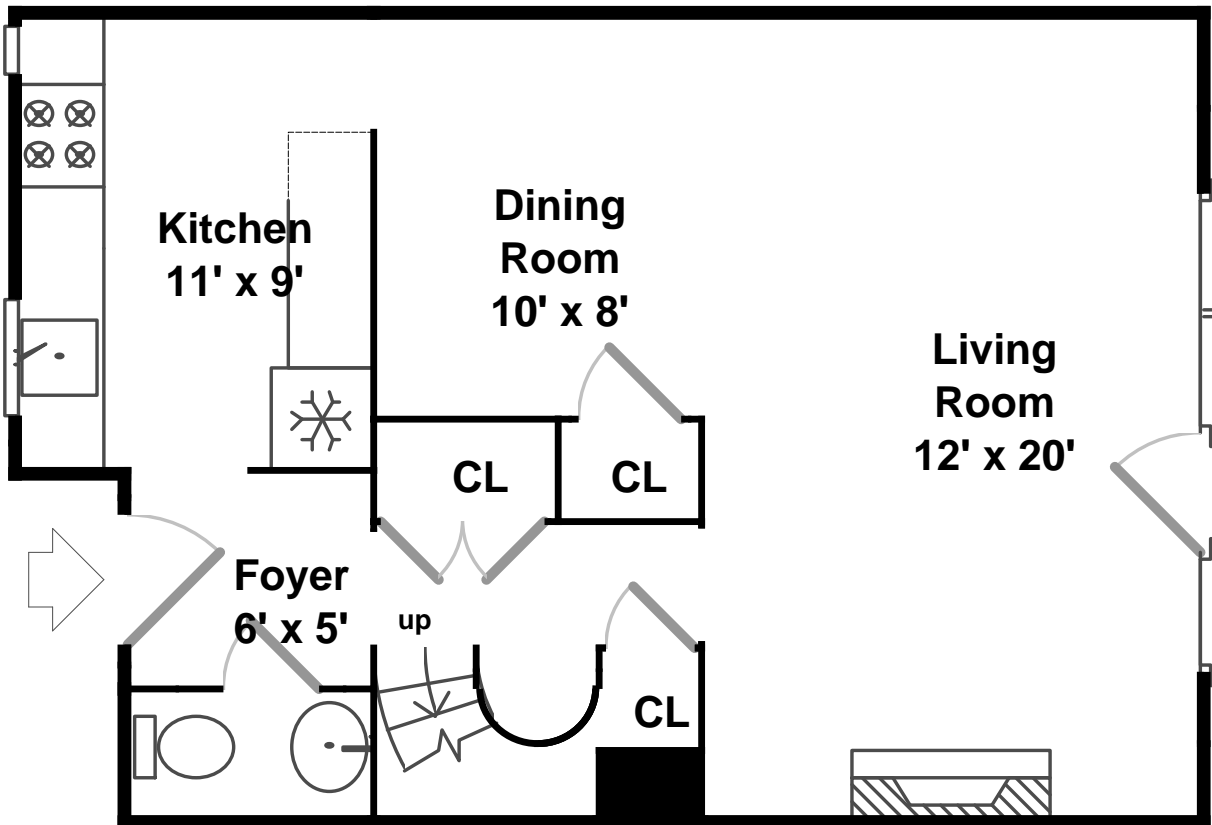 Dining
Room
10' x 8'
Kitchen
11' x 9'
Living
Room
12' x 20'
CL
CL
Foyer
6' x 5'
up
CL